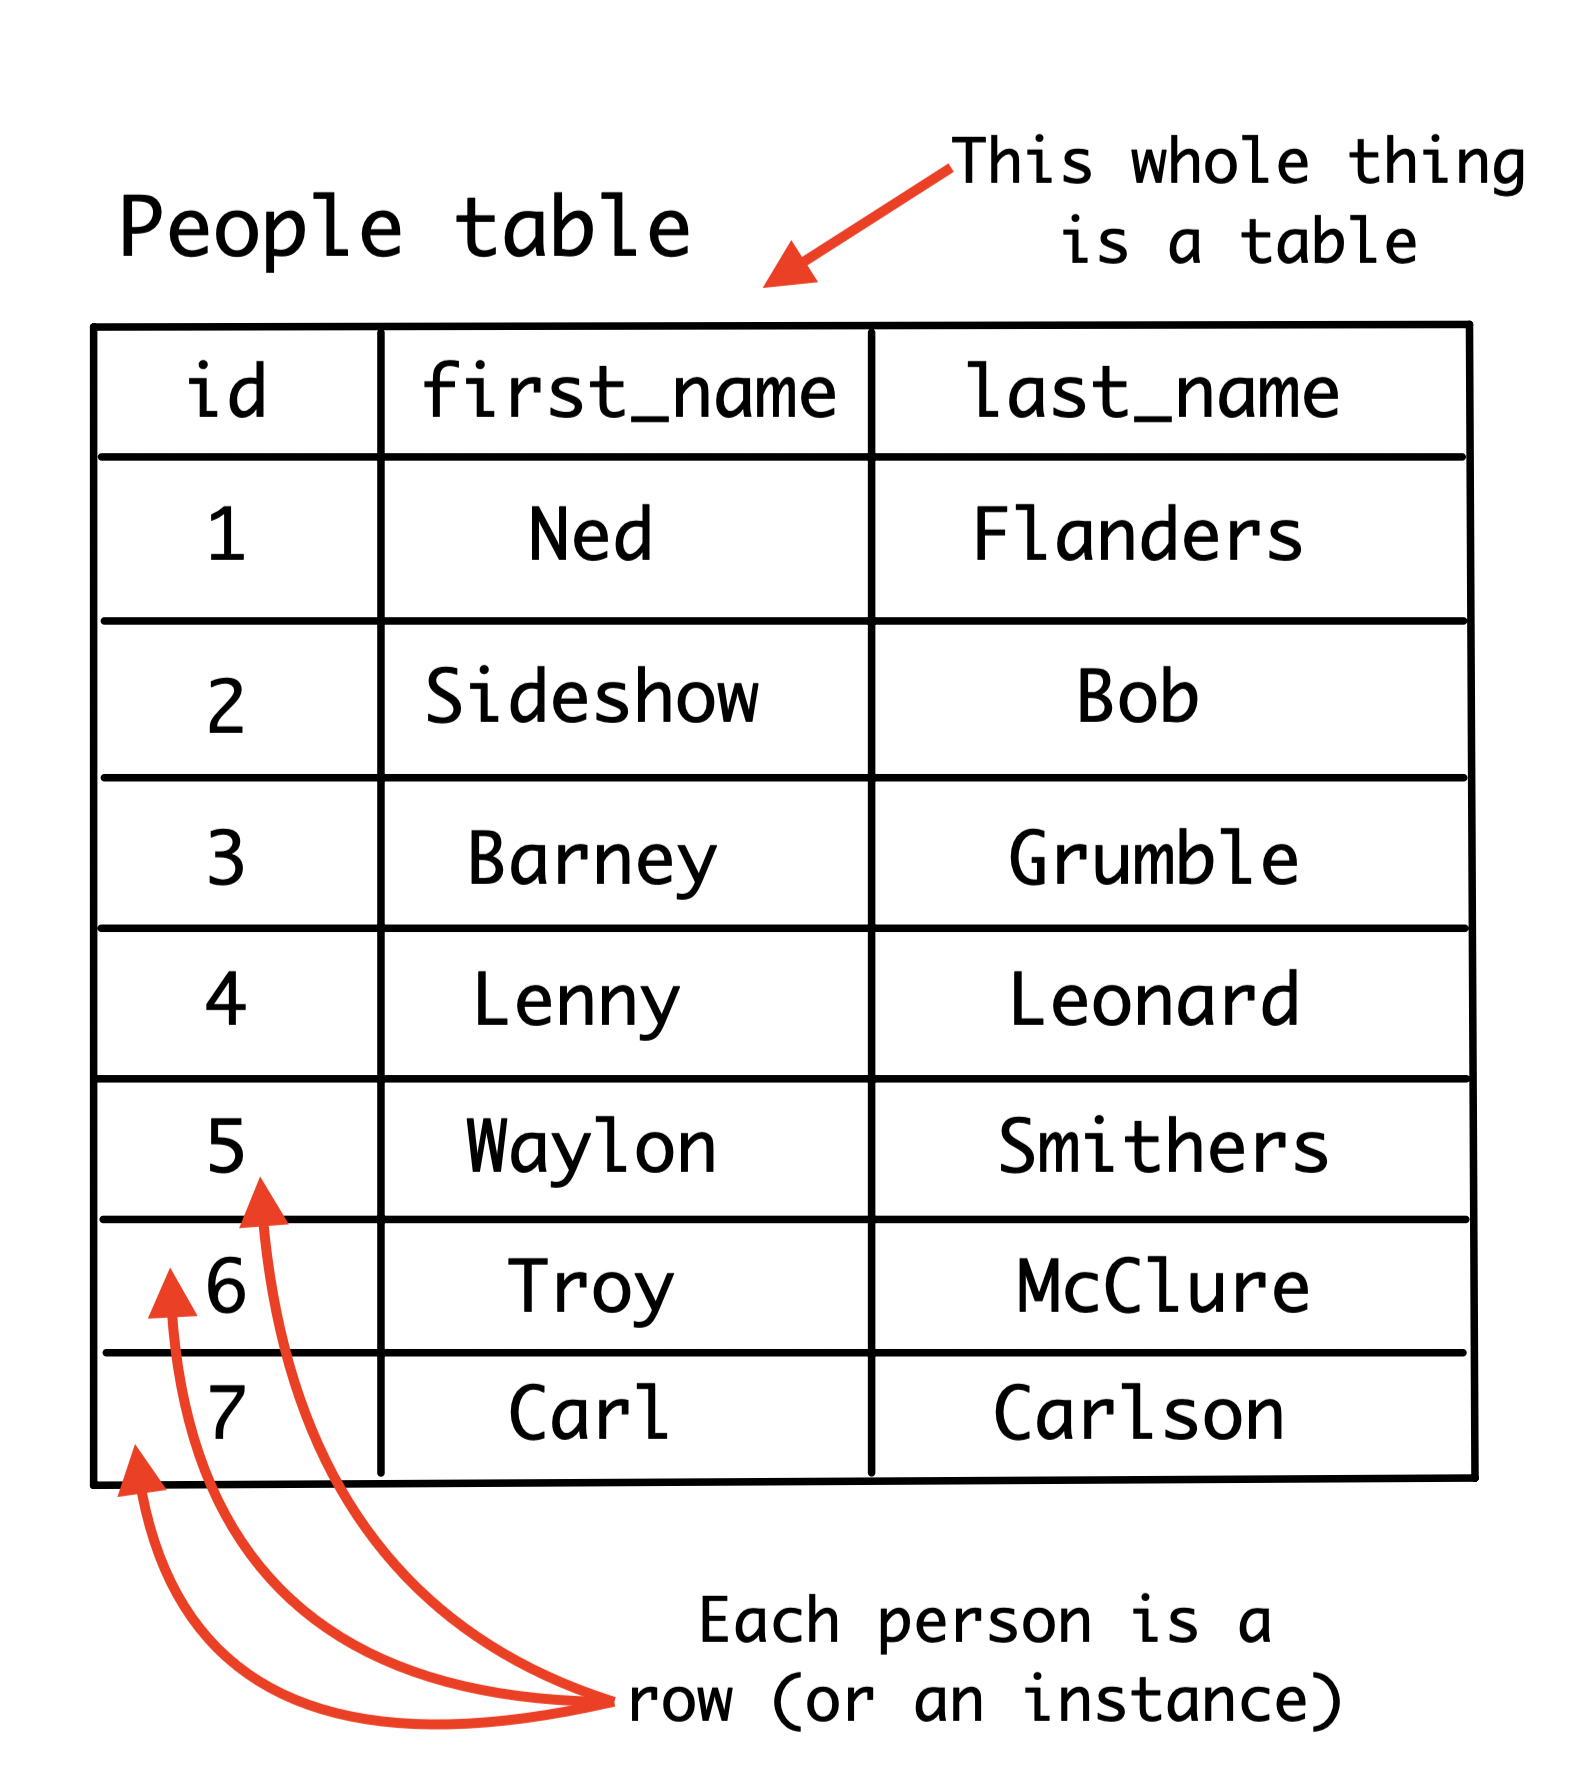 This whole thing
is a table
People table
id first_name last_name
1 Ned Flanders
2 Sideshow Bob
3 Barney Grumble
4 Lenny Leonard
5 Waylon Smithers
6 Troy McClure
7 Carl Carlson
Each person is a
row (or an instance)